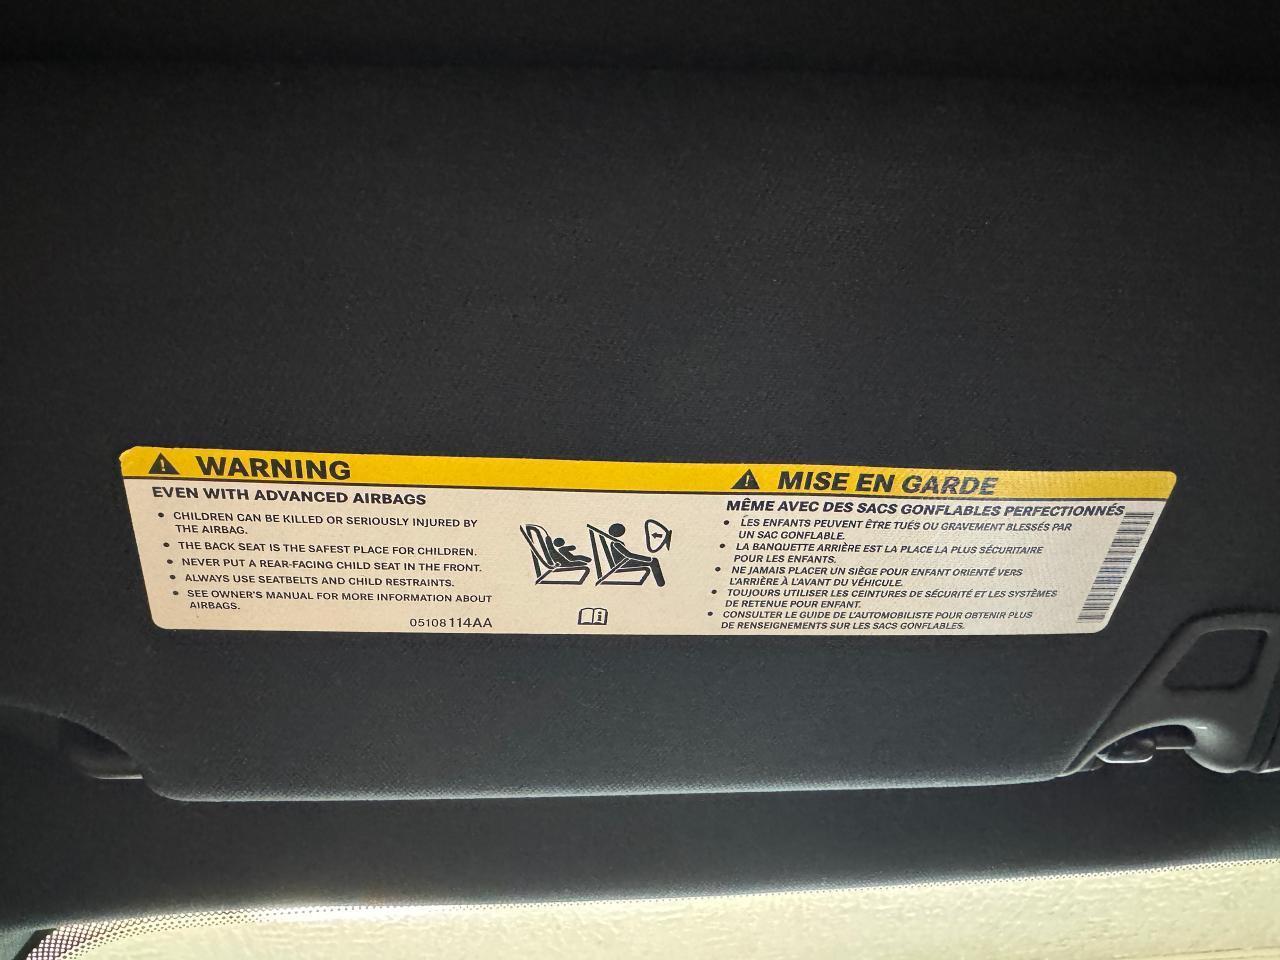 WARNING
EVEN WITH ADVANCED AIRBAGS
• CHILDREN CAN BE KILLED OR SERIOUSLY INJURED BY
THE AIRBAG.
• THE BACK SEAT IS THE SAFEST PLACE FOR CHILDREN.
• NEVER PUT A REAR-FACING CHILD SEAT IN THE FRONT.
• ALWAYS USE SEATBELTS AND CHILD RESTRAINTS.
• SEE OWNER'S MANUAL FOR MORE INFORMATION ABOUT
AIRBAGS.
05108114AA
MISE EN GARDE
MÊME AVEC DES SACS GONFLABLES PERFECTIONNÉS
• LES ENFANTS PEUVENT ÊTRE TUÉS OU GRAVEMENT BLESSÉS PAR
UN SAC GONFLABLE.
• LA BANQUETTE ARRIÈRE EST LA PLACE LA PLUS SÉCURITAIRE
POUR LES ENFANTS.
• NE JAMAIS PLACER UN SIÈGE POUR ENFANT ORIENTÉ VERS
L'ARRIÈRE À L'AVANT DU VÉHICULE.
• TOUJOURS UTILISER LES CEINTURES DE SÉCURITÉ ET LES SYSTÈMES
DE RETENUE POUR ENFANT.
• CONSULTER LE GUIDE DE L'AUTOMOBILISTE POUR OBTENIR PLUS
DE RENSEIGNEMENTS SUR LES SACS GONFLABLES.